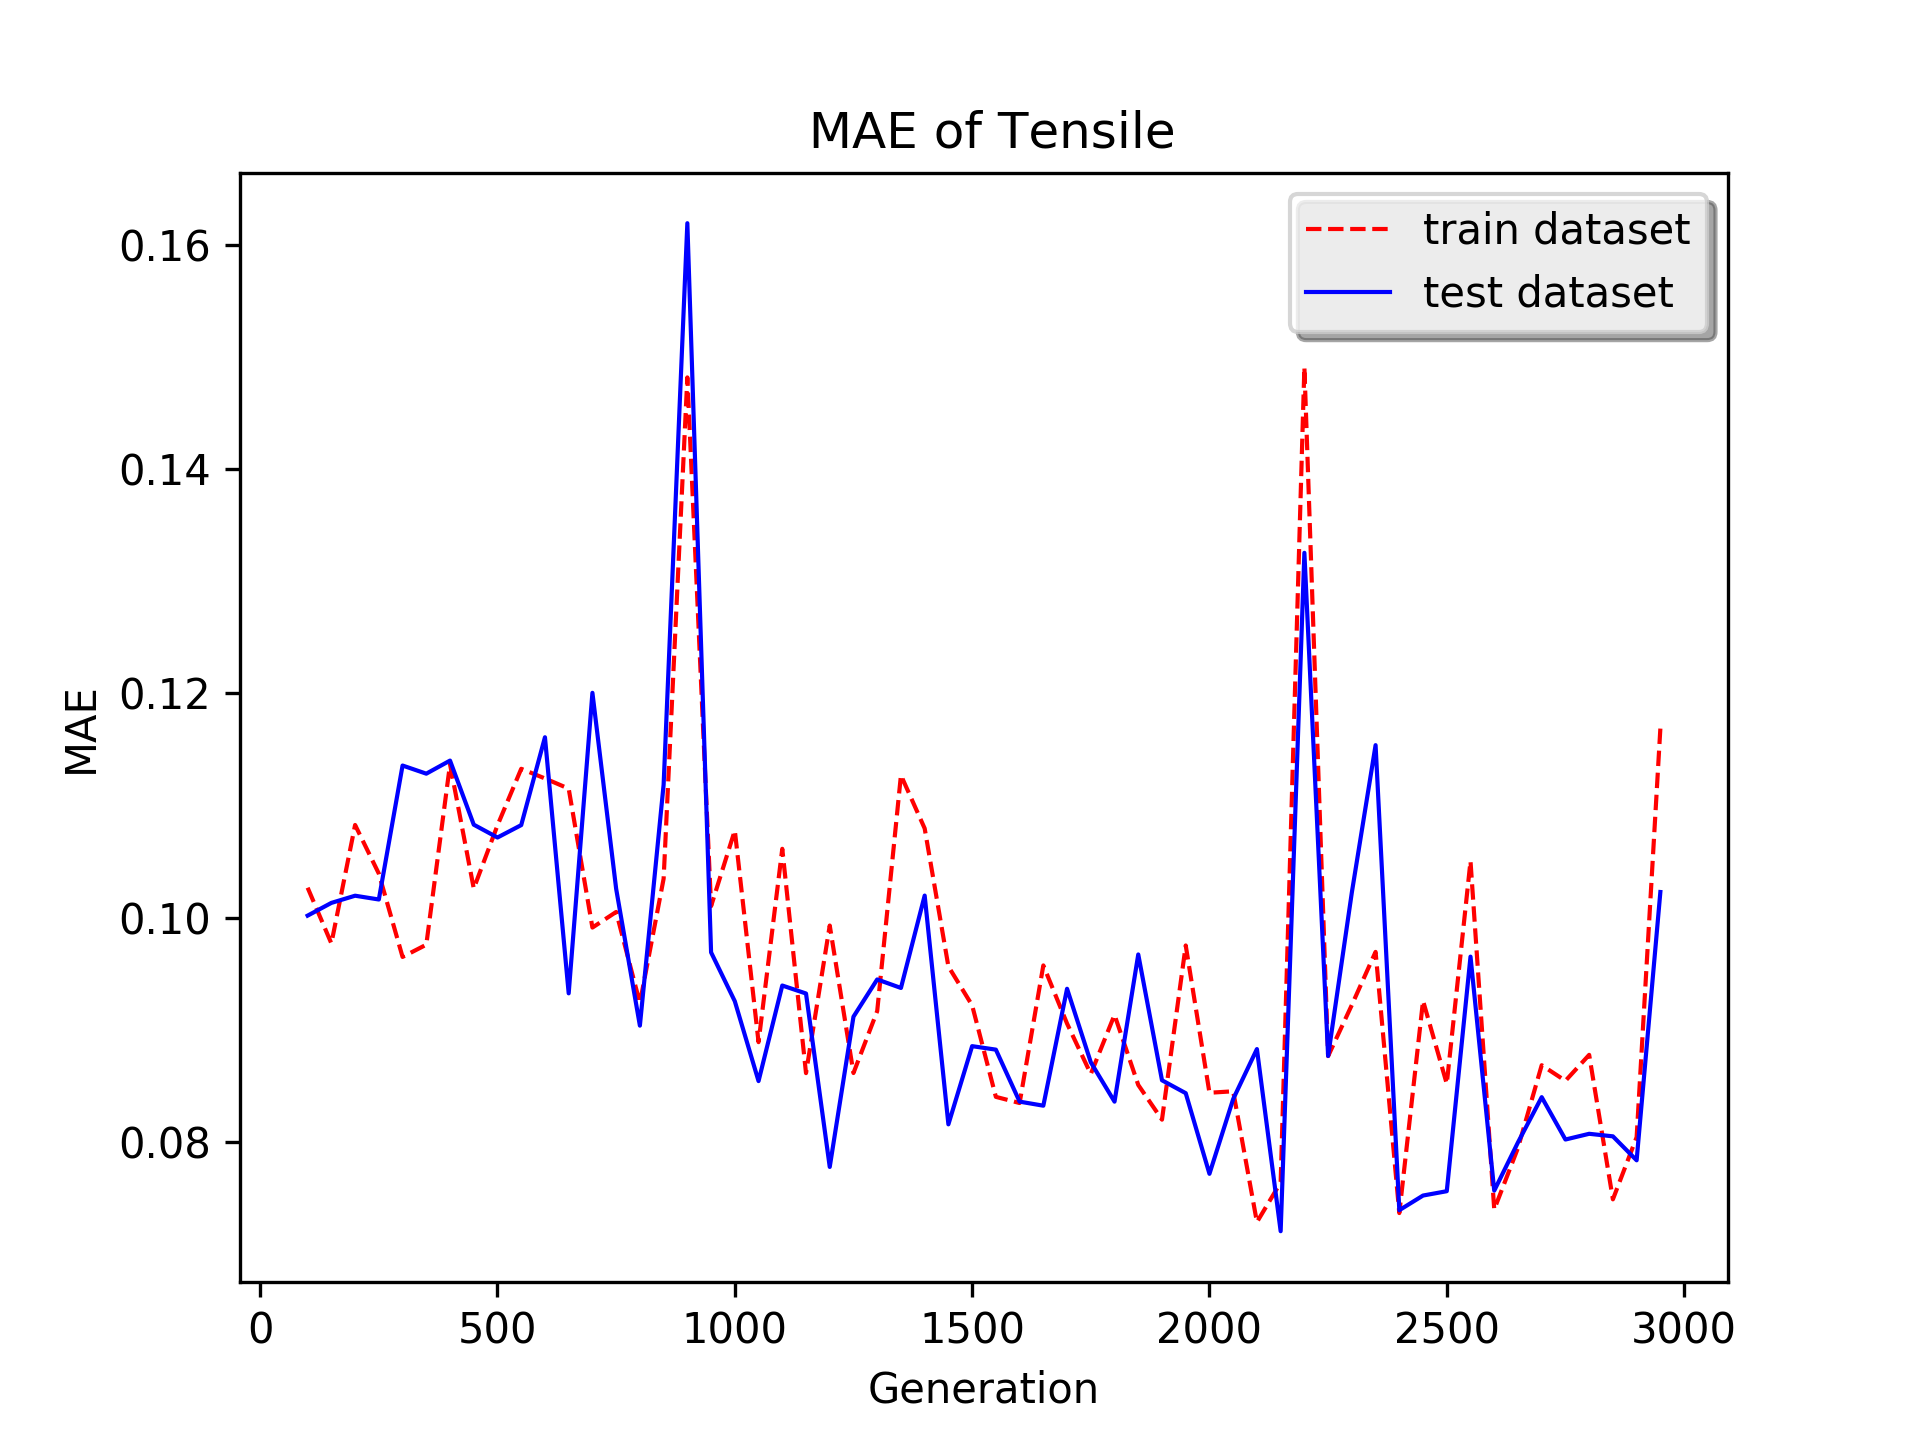 MAE of Tensile
train dataset
test dataset
MAE
0.16
0.14
0.12
0.10
0.08
0 500 1000 1500 2000 2500 3000
Generation